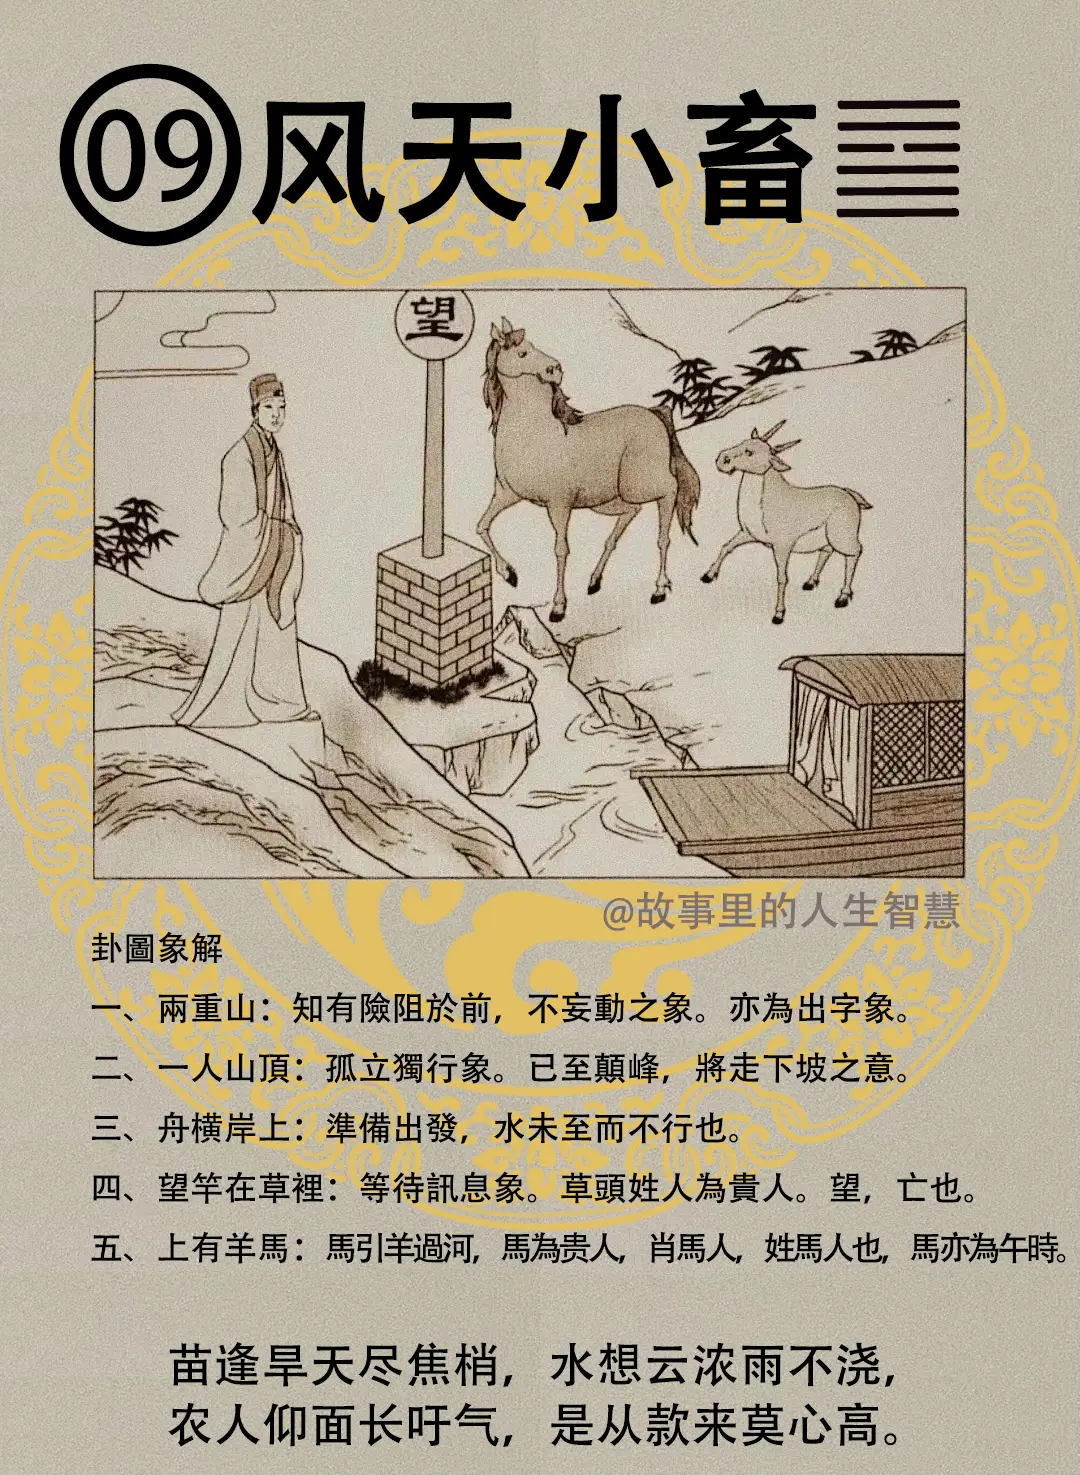 09风天小畜
望
@故事里的人生智慧
卦圖象解
一、兩重山：知有險阻於前，不妄動之象。亦為出字象。
二、一人山頂：孤立獨行象。已至顛峰，將走下坡之意。
三、舟横岸上：準備出發，水未至而不行也。
四、望竿在草裡：等待訊息象。草頭姓人為貴人。望，亡也。
五、上有羊馬：馬引羊過河，馬為贵人，肖馬人，姓馬人也，馬亦為午時。
苗逢旱天尽焦梢，水想云浓雨不浇，
农人仰面长吁气，是从款来莫心高。